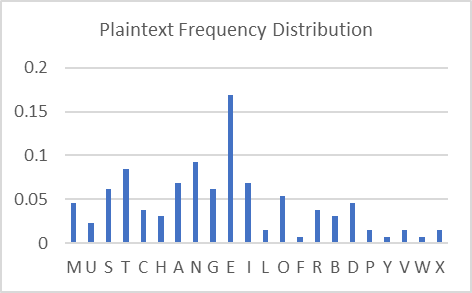 Plaintext Frequency Distribution
0.2
0.15
0.1
0.05
0
M U S T C H A N G E I L O F R B D P Y V W X